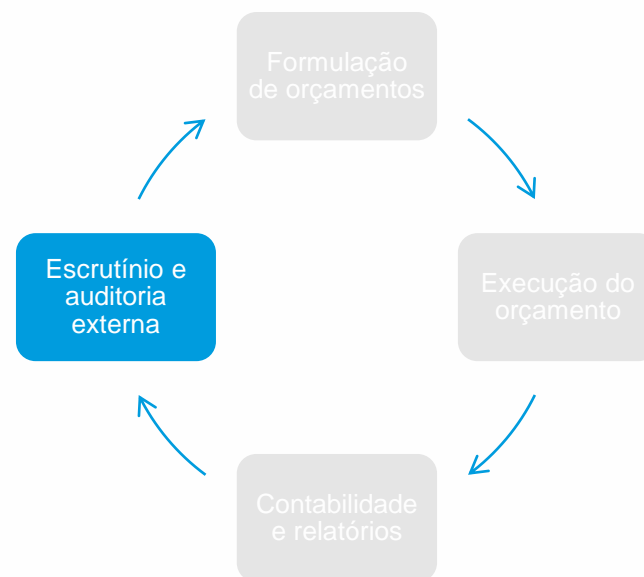 Formulação
de orçamentos
Escrutínio e
auditoria
externa
Execução do
orçamento
Contabilidade
e relatórios